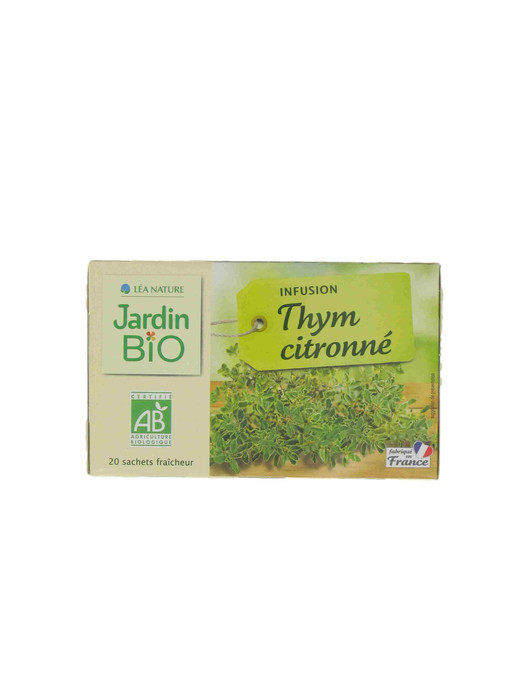 LÉA NATURE
Jardin
BiO
CERTIFIÉ
AB
AGRICULTURE
BIOLOGIQUE
20 sachets fraîcheur
INFUSION
Thym
citronné
fabriqué
en
France